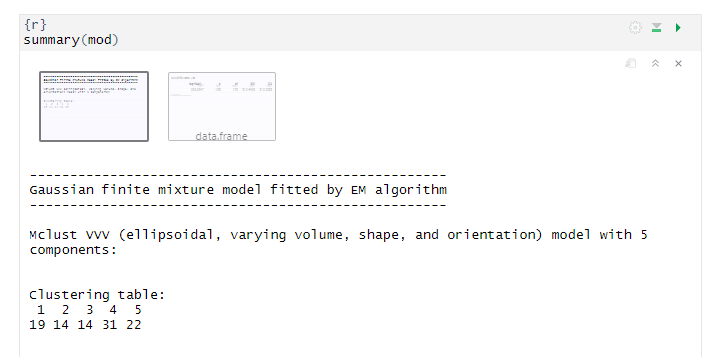 {r}
summary(mod)
data.frame
--------------------------------------------------
Gaussian finite mixture model fitted by EM algorithm
--------------------------------------------------
Mclust VVV (ellipsoidal, varying volume, shape, and orientation) model with 5
components:
Clustering table:
1 2 3 4 5
19 14 14 31 22